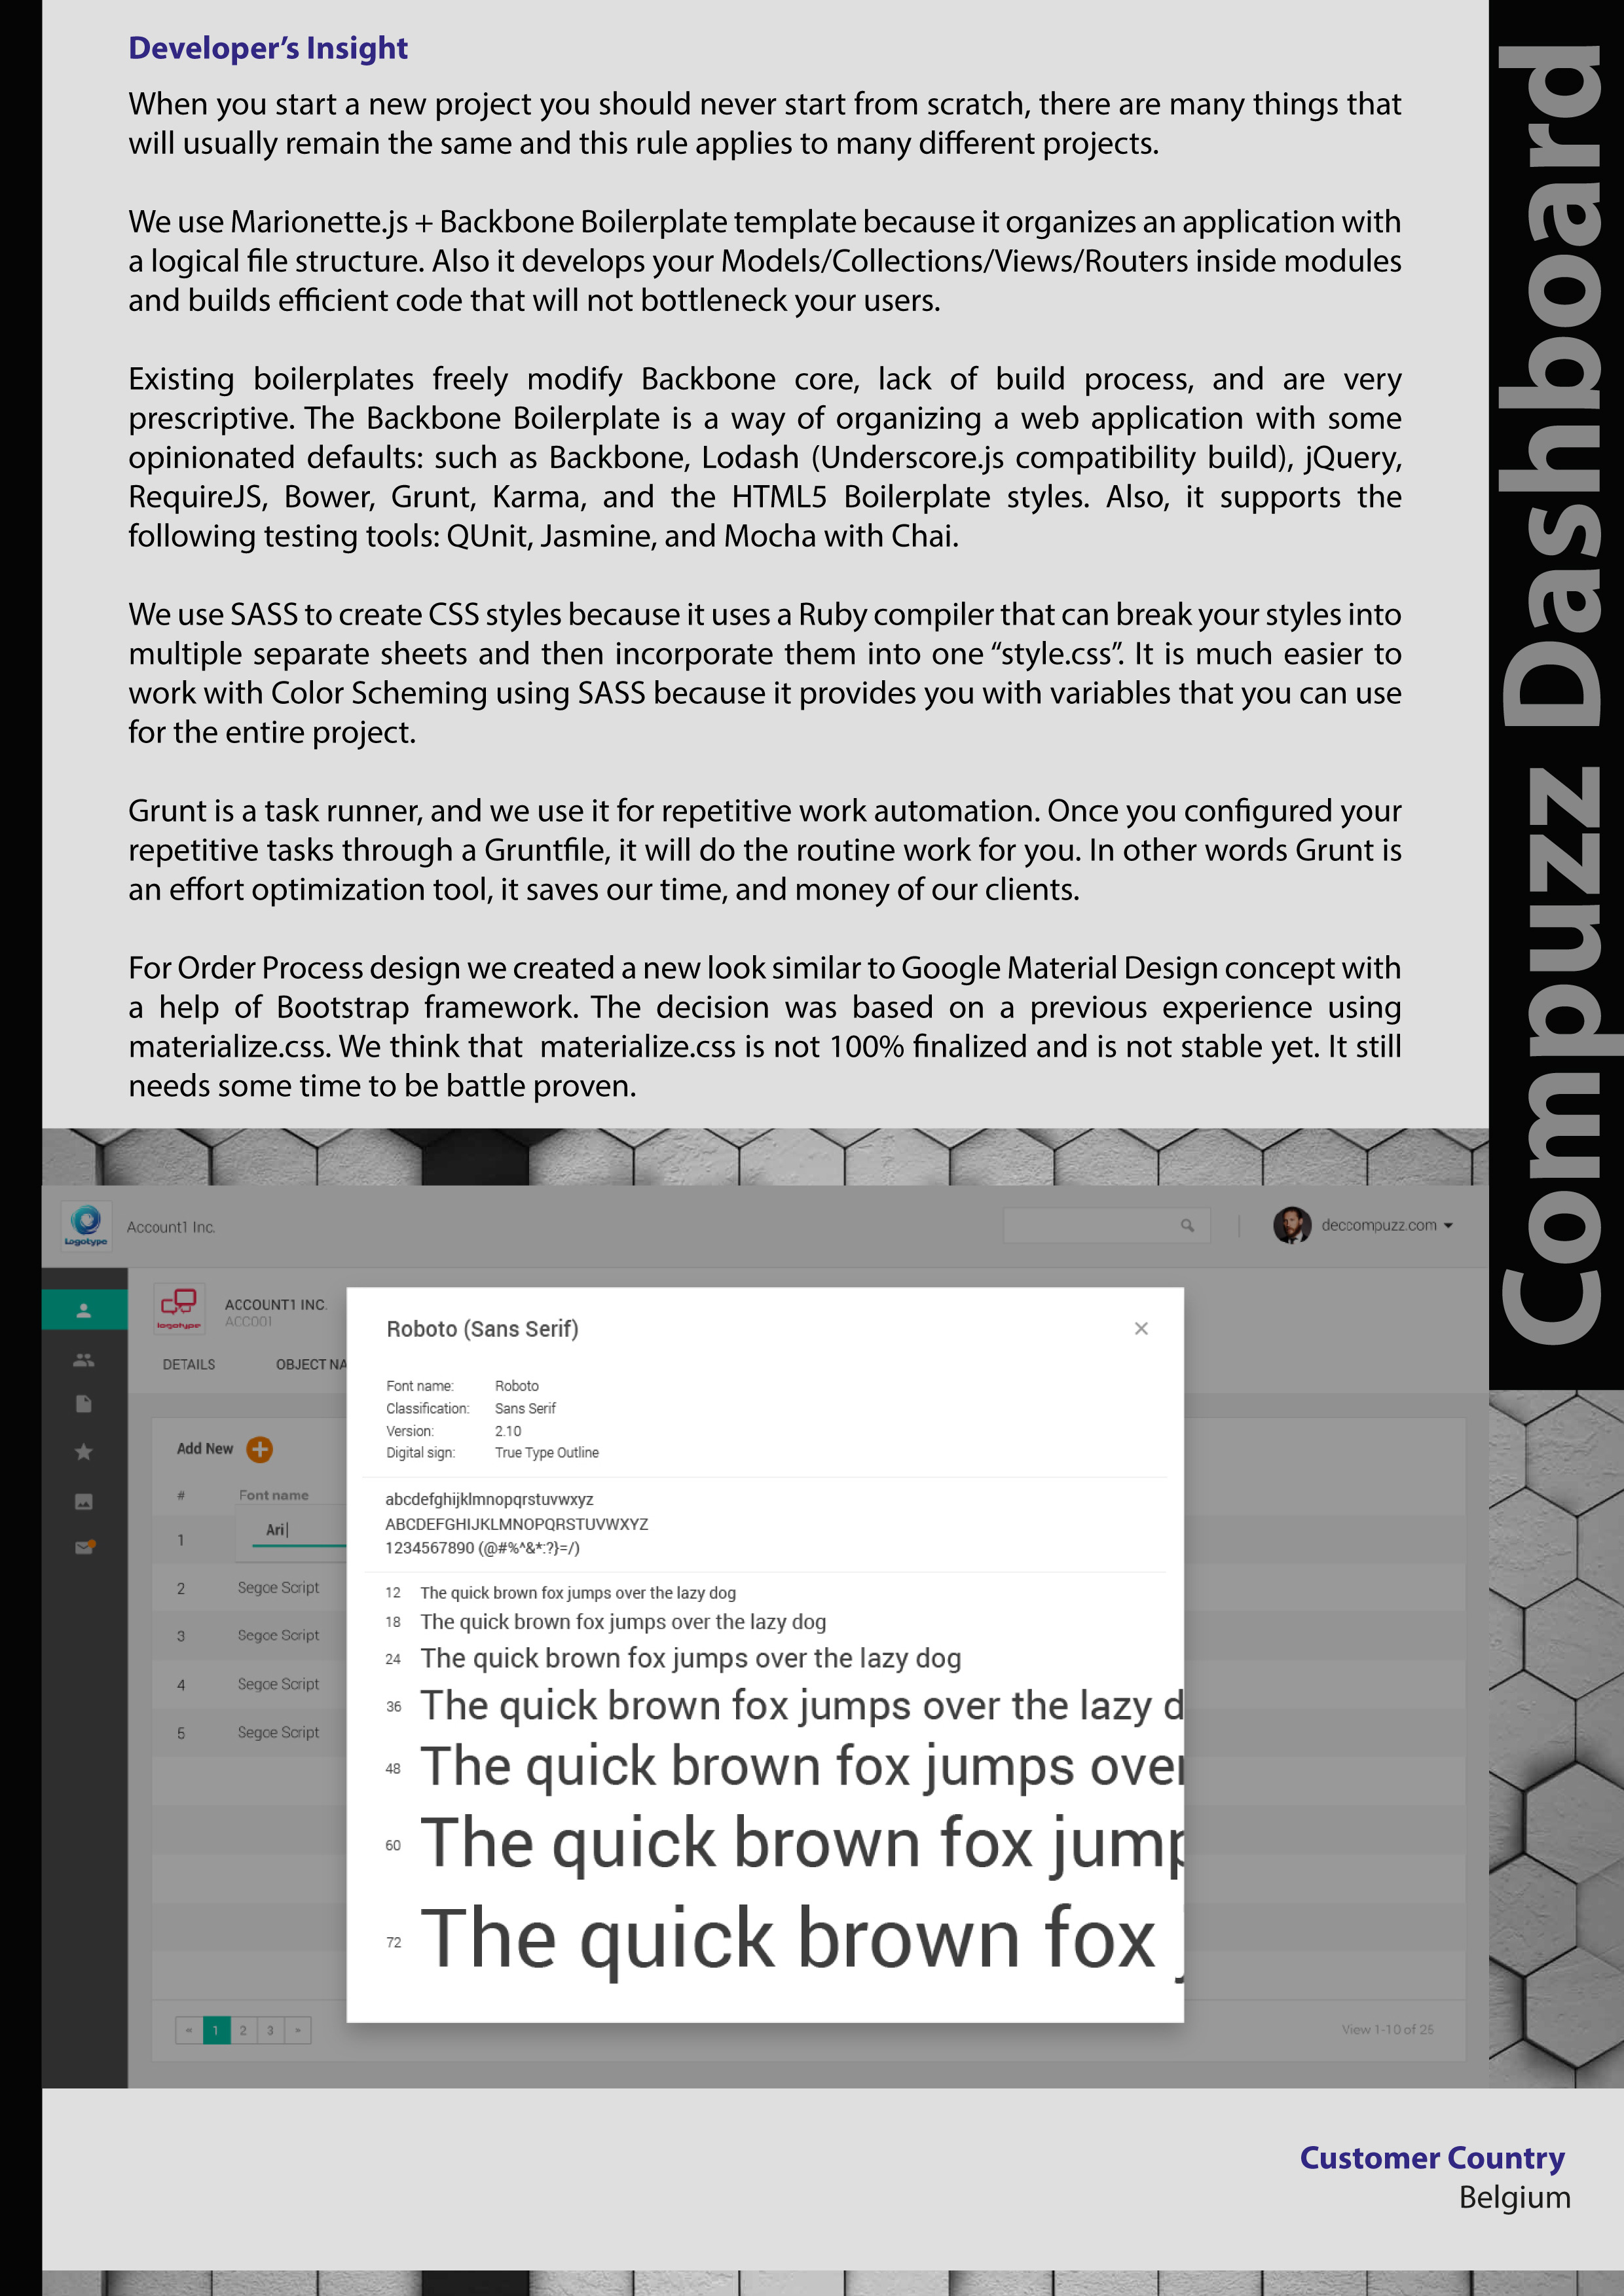 Developer’s Insight
When you start a new project you should never start from scratch, there are many things that
will usually remain the same and this rule applies to many different projects.
We use Marionette.js + Backbone Boilerplate template because it organizes an application with
a logical file structure. Also it develops your Models/Collections/Views/Routers inside modules
and builds efficient code that will not bottleneck your users.
Existing boilerplates freely modify Backbone core, lack of build process, and are very
prescriptive. The Backbone Boilerplate is a way of organizing a web application with some
opinionated defaults: such as Backbone, Lodash (Underscore.js compatibility build), jQuery,
RequireJS, Bower, Grunt, Karma, and the HTML5 Boilerplate styles. Also, it supports the
following testing tools: QUnit, Jasmine, and Mocha with Chai.
We use SASS to create CSS styles because it uses a Ruby compiler that can break your styles into
multiple separate sheets and then incorporate them into one “style.css”. It is much easier to
work with Color Scheming using SASS because it provides you with variables that you can use
for the entire project.
Grunt is a task runner, and we use it for repetitive work automation. Once you configured your
repetitive tasks through a Gruntfile, it will do the routine work for you. In other words Grunt is
an effort optimization tool, it saves our time, and money of our clients.
For Order Process design we created a new look similar to Google Material Design concept with
a help of Bootstrap framework. The decision was based on a previous experience using
materialize.css. We think that materialize.css is not 100% finalized and is not stable yet. It still
needs some time to be battle proven.
Compuzz Dashboard
Logotype
Account1 Inc.
deccompuzz.com
logotype
ACCOUNT1 INC.
ACC001
DETAILS OBJECT NA
Add New
# Font name
1 Ari
2 Segoe Script
3 Segoe Script
4 Segoe Script
5 Segoe Script
« 1 2 3 »
View 1-10 of 25
Roboto (Sans Serif) ×
Font name: Roboto
Classification: Sans Serif
Version: 2.10
Digital sign: True Type Outline
abcdefghijklmnopqrstuvwxyz
ABCDEFGHIJKLMNOPQRSTUVWXYZ
1234567890 (@#%^&*:?}=/)
12 The quick brown fox jumps over the lazy dog
18 The quick brown fox jumps over the lazy dog
24 The quick brown fox jumps over the lazy dog
36 The quick brown fox jumps over the lazy d
48 The quick brown fox jumps over
60 The quick brown fox jump
72 The quick brown fox j
Customer Country
Belgium